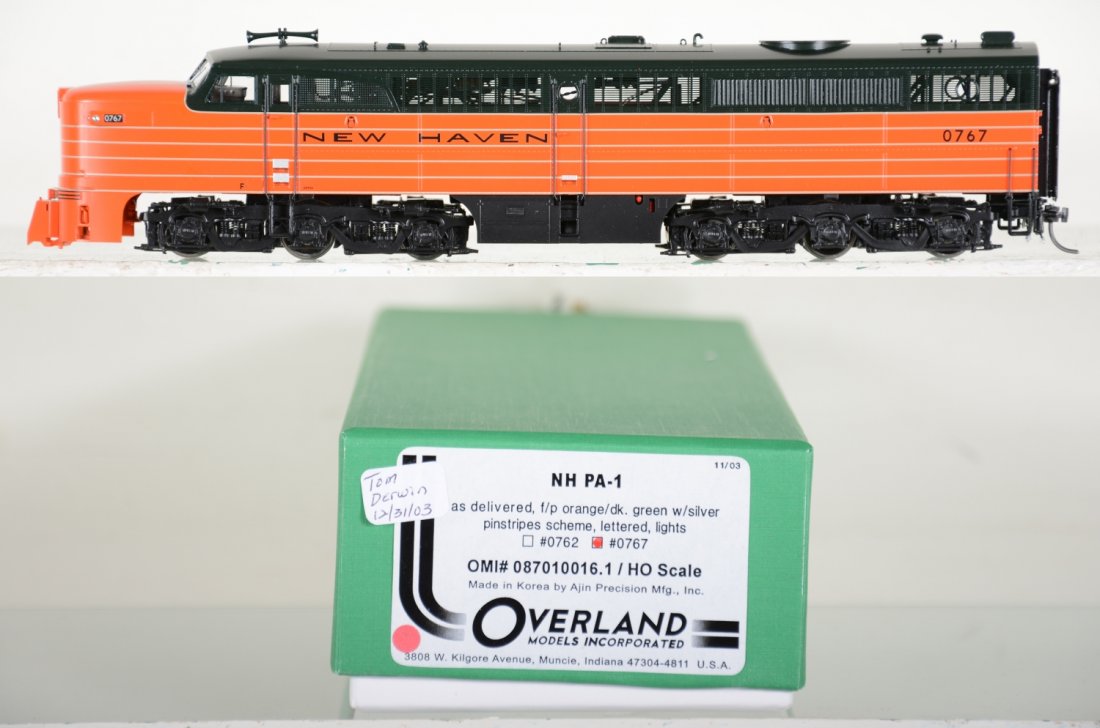 0767
NEW HAVEN
0767
F
11/03
NH PA-1
Tom
Derwin
12/31/03
as delivered, f/p orange/dk. green w/silver
pinstripes scheme, lettered, lights
#0762 #0767
OMI# 087010016.1 / HO Scale
Made in Korea by Ajin Precision Mfg., Inc.
OVERLAND
MODELS INCORPORATED
3808 W. Kilgore Avenue, Muncie, Indiana 47304-4811 U.S.A.